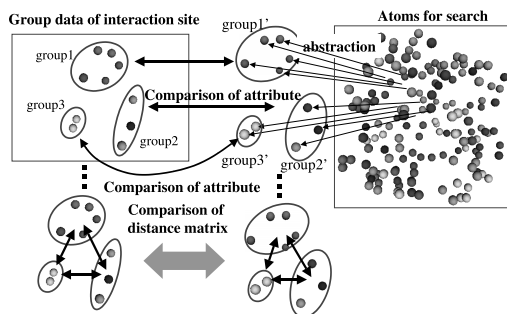 Group data of interaction site
Atoms for search
group1
group1'
abstraction
group3
Comparison of attribute
group2
group3'
group2'
Comparison of attribute
Comparison of
distance matrix